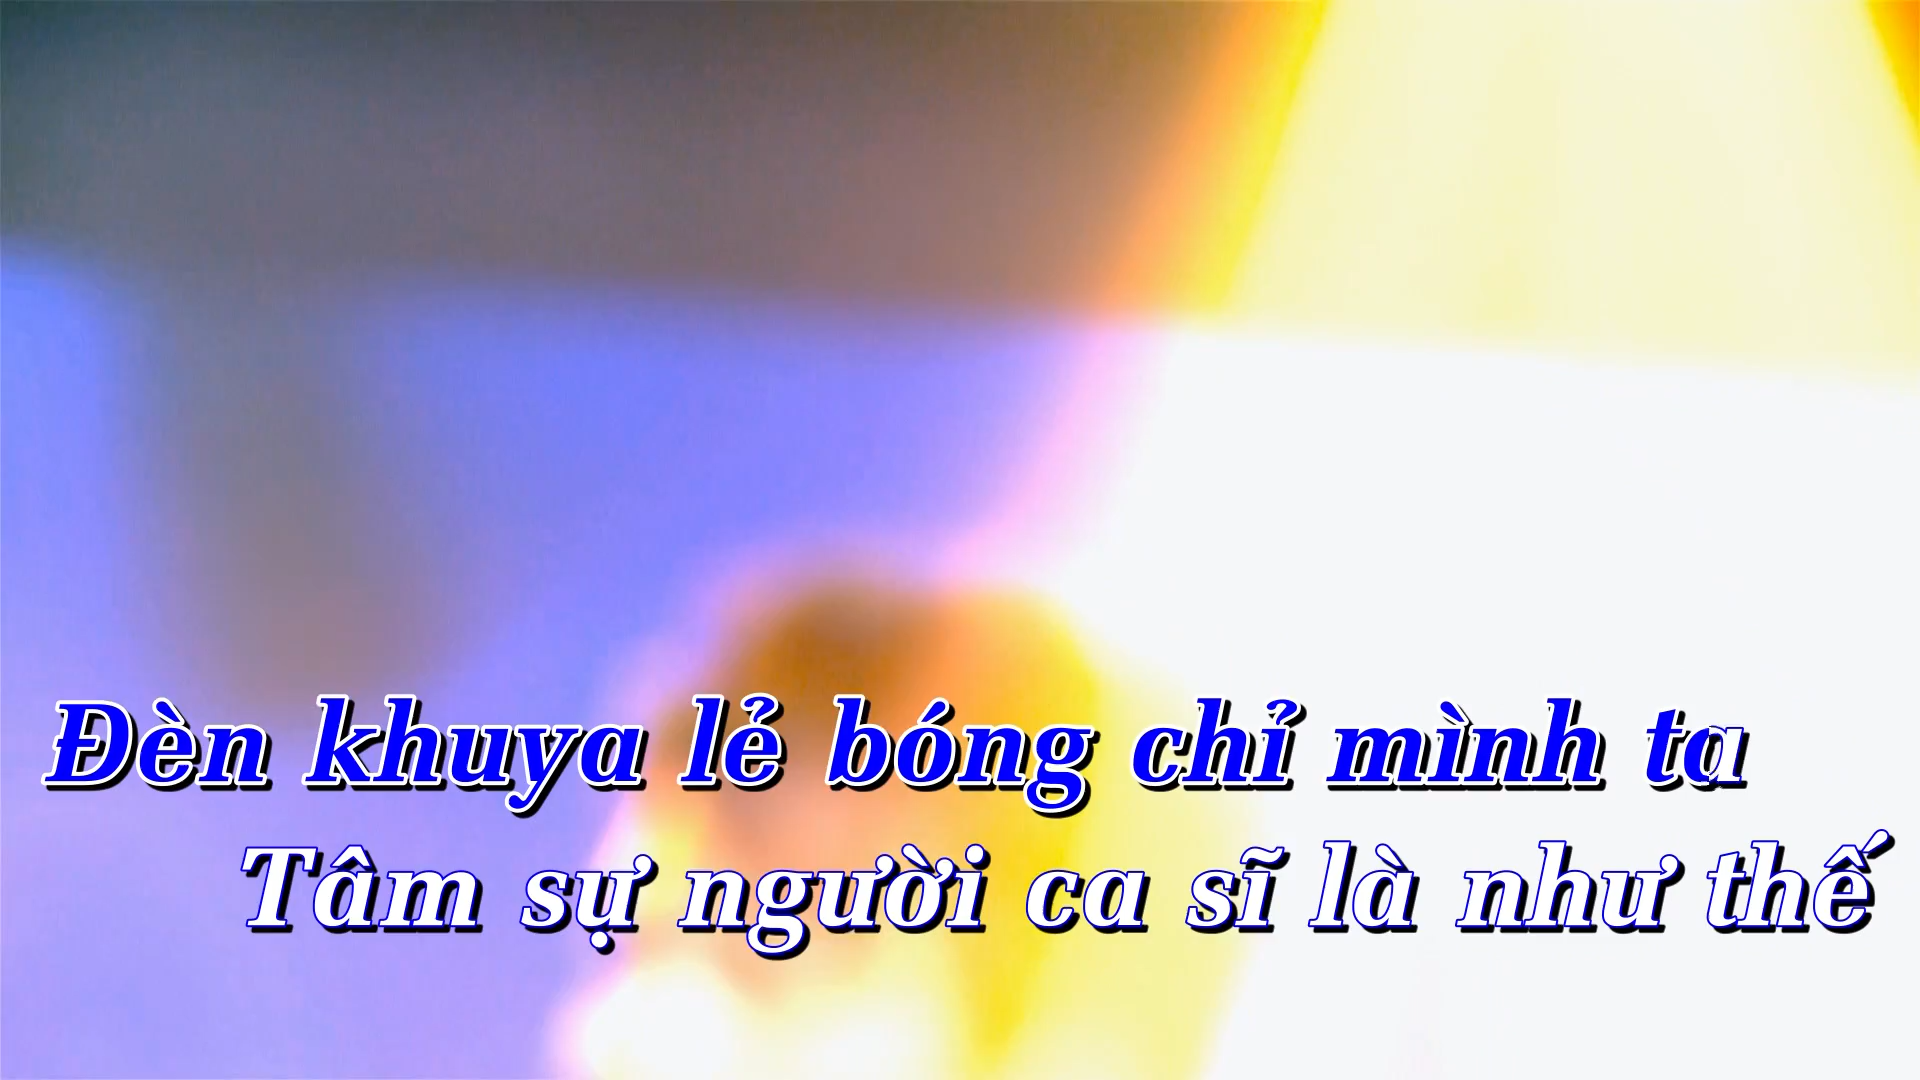 Đèn khuya lẻ bóng chỉ mình ta
Tâm sự người ca sĩ là như thế